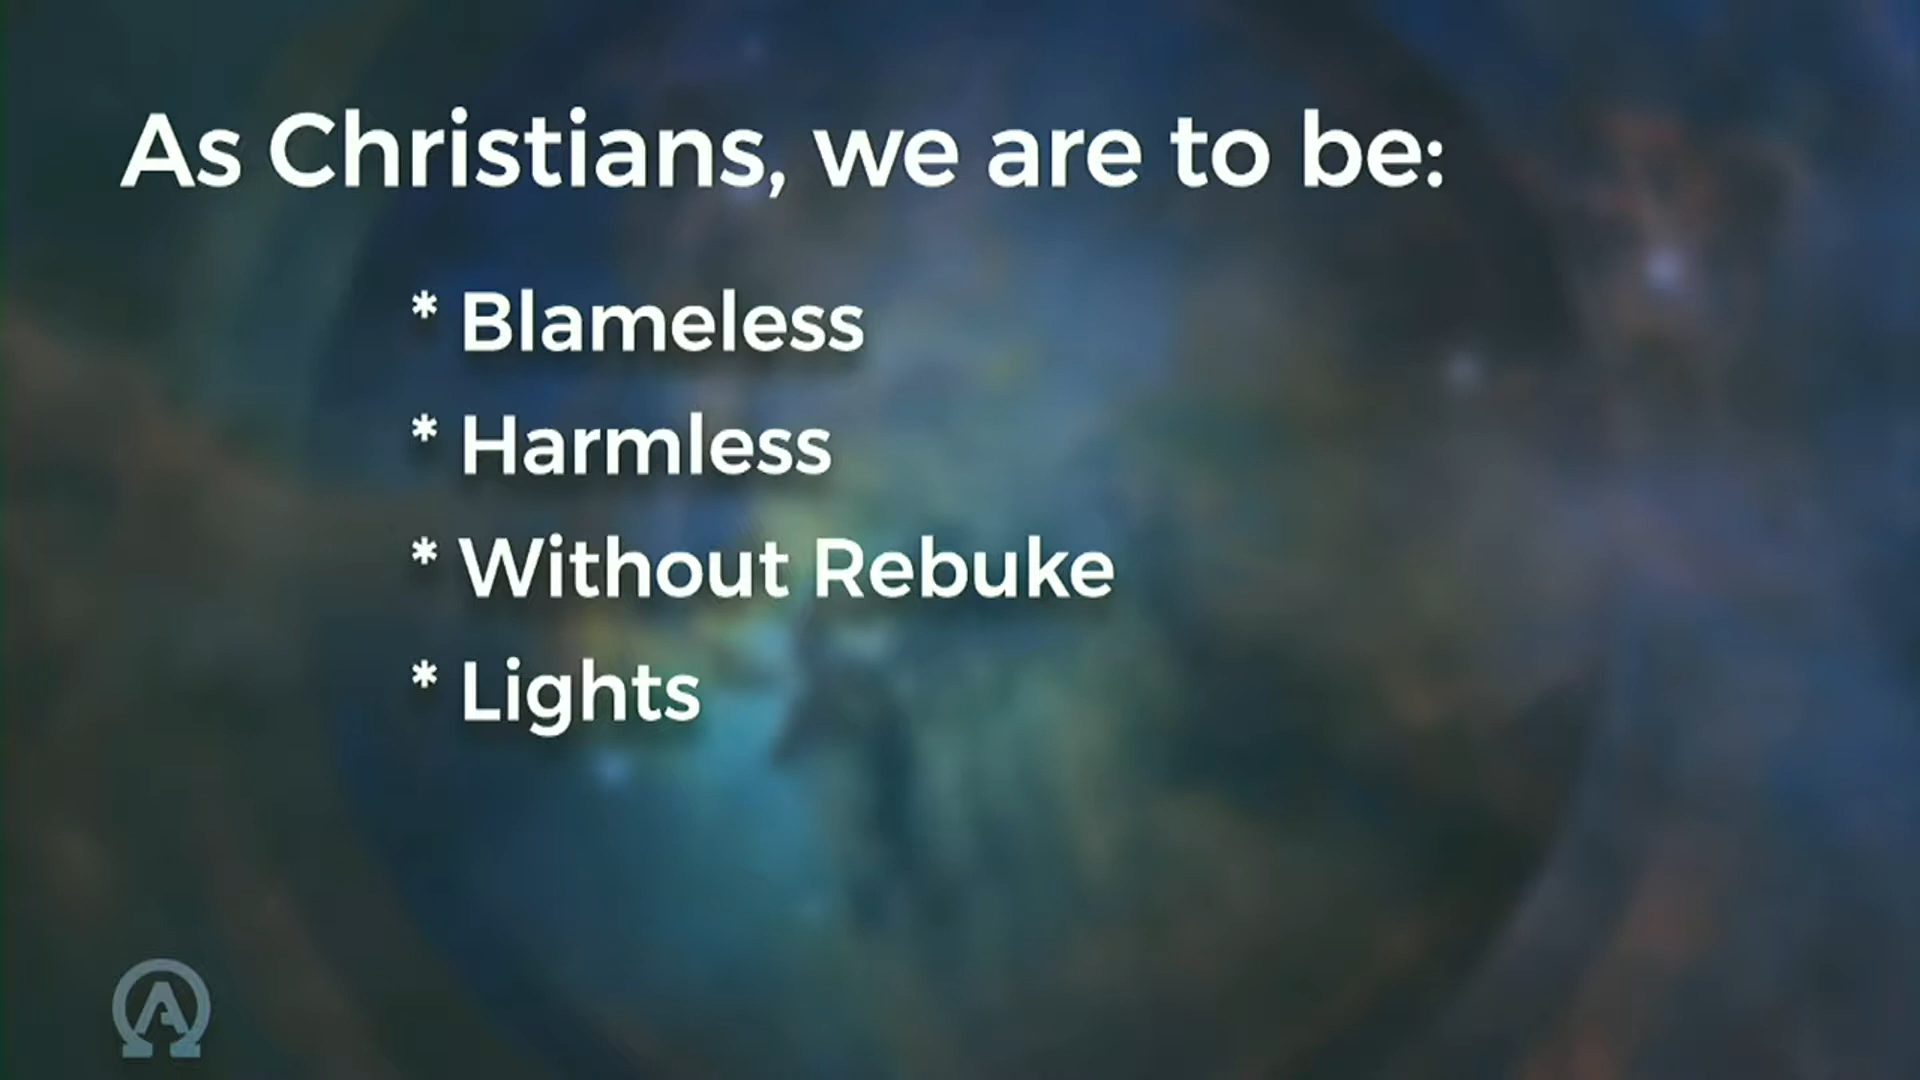 As Christians, we are to be:
* Blameless
* Harmless
* Without Rebuke
* Lights